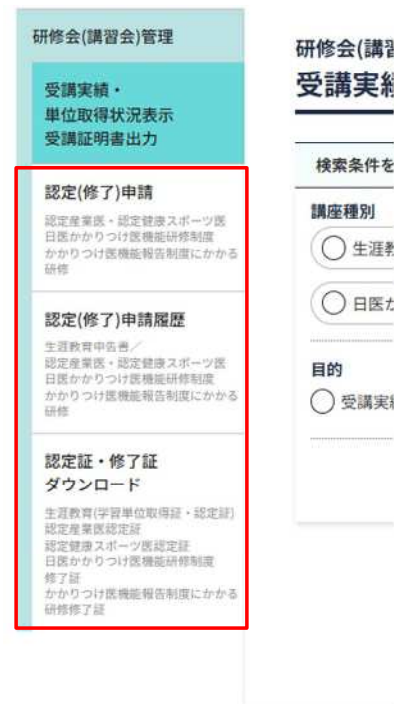 研修会(講習会)管理
受講実績・
単位取得状況表示
受講証明書出力
認定(修了)申請
認定産業医・認定健康スポーツ医
日医かかりつけ医機能研修制度
かかりつけ医機能報告制度にかかる
研修
認定(修了)申請履歴
生涯教育申告書／
認定産業医・認定健康スポーツ医
日医かかりつけ医機能研修制度
かかりつけ医機能報告制度にかかる
研修
認定証・修了証
ダウンロード
生涯教育(学習単位取得証・認定証)
認定産業医認定証
認定健康スポーツ医認定証
日医かかりつけ医機能研修制度
修了証
かかりつけ医機能報告制度にかかる
研修修了証
研修会(講習
受講実績
検索条件を
講座種別
生涯教
日医か
目的
受講実績